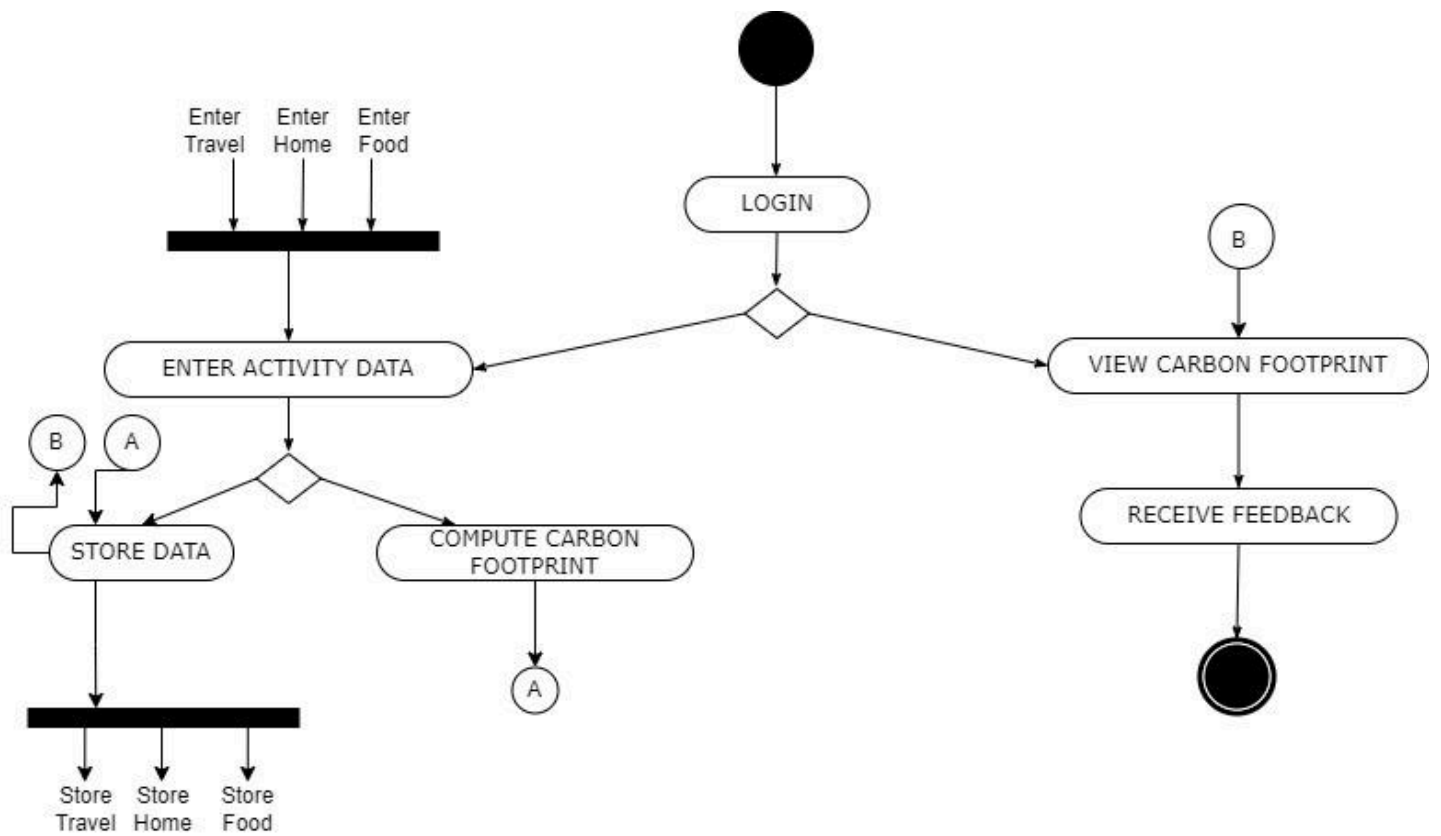 Enter
Travel
Enter
Home
Enter
Food
LOGIN
B
ENTER ACTIVITY DATA
VIEW CARBON FOOTPRINT
B
A
STORE DATA
COMPUTE CARBON
FOOTPRINT
RECEIVE FEEDBACK
A
Store
Travel
Store
Home
Store
Food